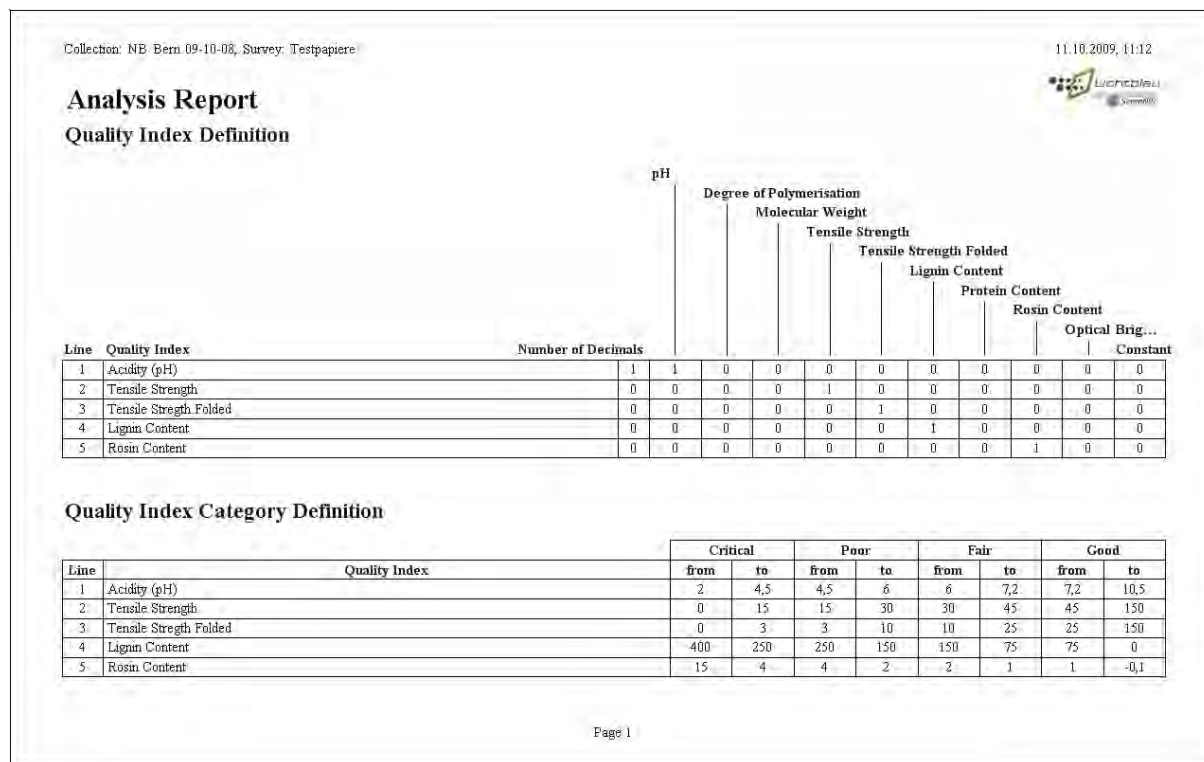 Collection: NB Bern 09-10-08, Survey: Testpapiere 11.10.2009, 11:12
Analysis Report
Quality Index Definition
pH
Degree of Polymerisation
Molecular Weight
Tensile Strength
Tensile Strength Folded
Lignin Content
Protein Content
Rosin Content
Optical Brig...
Line Quality Index Number of Decimals Constant
1 Acidity (pH) 1 1 0 0 0 0 0 0 0 0 0
2 Tensile Strength 0 0 0 0 1 0 0 0 0 0 0
3 Tensile Stregth Folded 0 0 0 0 0 1 0 0 0 0 0
4 Lignin Content 0 0 0 0 0 0 1 0 0 0 0
5 Rosin Content 0 0 0 0 0 0 0 0 1 0 0
Quality Index Category Definition
Critical Poor Fair Good
Line Quality Index from to from to from to from to
1 Acidity (pH) 2 4,5 4,5 6 6 7,2 7,2 10,5
2 Tensile Strength 0 15 15 30 30 45 45 150
3 Tensile Stregth Folded 0 3 3 10 10 25 25 150
4 Lignin Content 400 250 250 150 150 75 75 0
5 Rosin Content 15 4 4 2 2 1 1 -0,1
Page 1